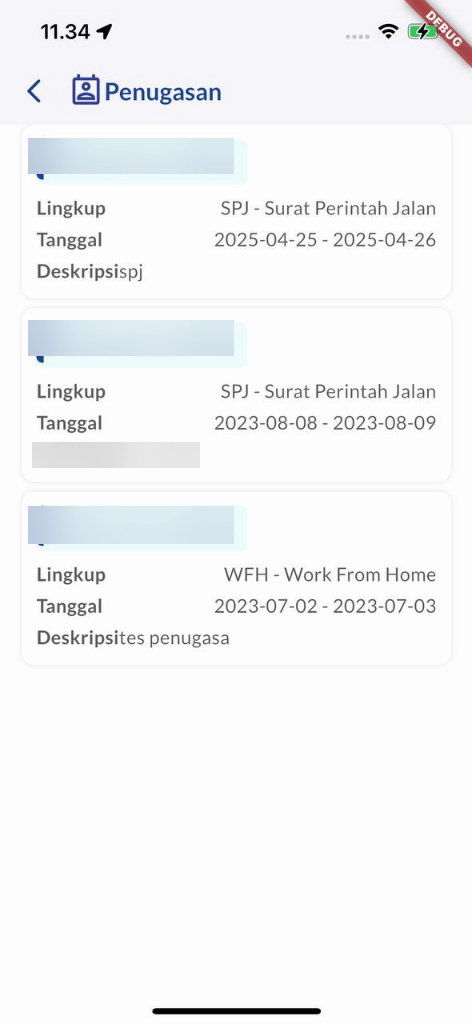 11.34
DEBUG
Penugasan
Lingkup SPJ - Surat Perintah Jalan
Tanggal 2025-04-25 - 2025-04-26
Deskripsispj
Lingkup SPJ - Surat Perintah Jalan
Tanggal 2023-08-08 - 2023-08-09
Lingkup WFH - Work From Home
Tanggal 2023-07-02 - 2023-07-03
Deskripsites penugasa